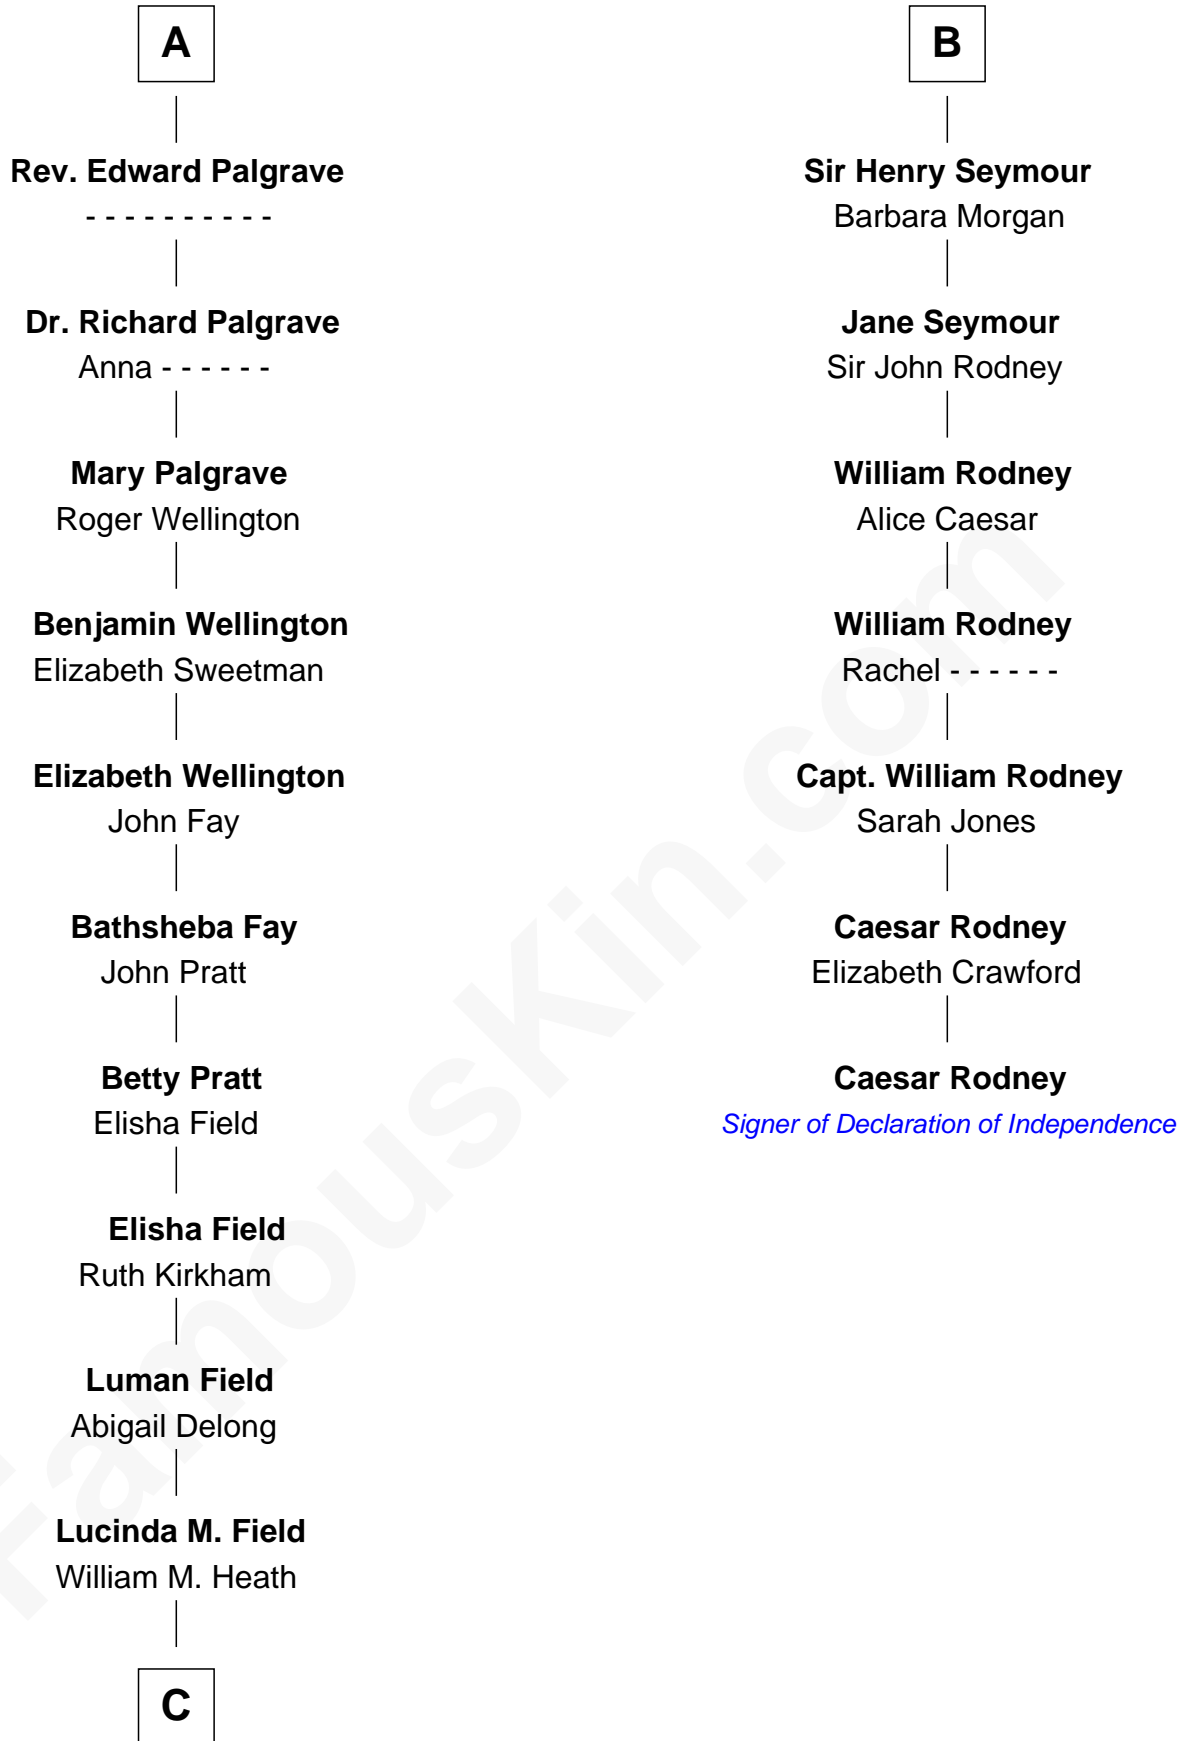 A
Rev. Edward Palgrave
- - - - - - - - - -
Dr. Richard Palgrave
Anna - - - - - -
Mary Palgrave
Roger Wellington
Benjamin Wellington
Elizabeth Sweetman
Elizabeth Wellington
John Fay
Bathsheba Fay
John Pratt
Betty Pratt
Elisha Field
Elisha Field
Ruth Kirkham
Luman Field
Abigail Delong
Lucinda M. Field
William M. Heath
C
B
Sir Henry Seymour
Barbara Morgan
Jane Seymour
Sir John Rodney
William Rodney
Alice Caesar
William Rodney
Rachel - - - - - -
Capt. William Rodney
Sarah Jones
Caesar Rodney
Elizabeth Crawford
Caesar Rodney
Signer of Declaration of Independence
FamousKin.com